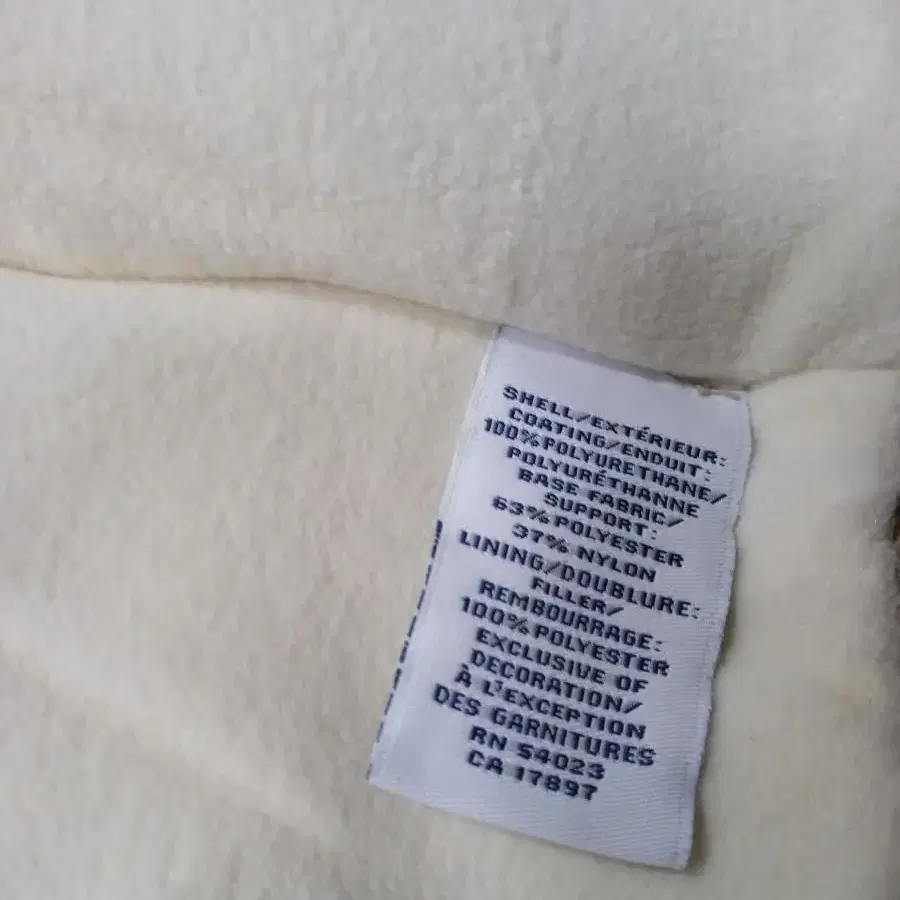 SHELL/EXTÉRIEUR:
COATING/ENDUIT:
100%POLYURETHANE/
POLYURÉTHANNE
BASE FABRIC/
SUPPORT:
63% POLYESTER
37% NYLON
LINING/DOUBLURE:
FILLER/
REMBOURRAGE:
100% POLYESTER
EXCLUSIVE OF
DECORATION/
À L'EXCEPTION
DES GARNITURES
RN 54023
CA 17897